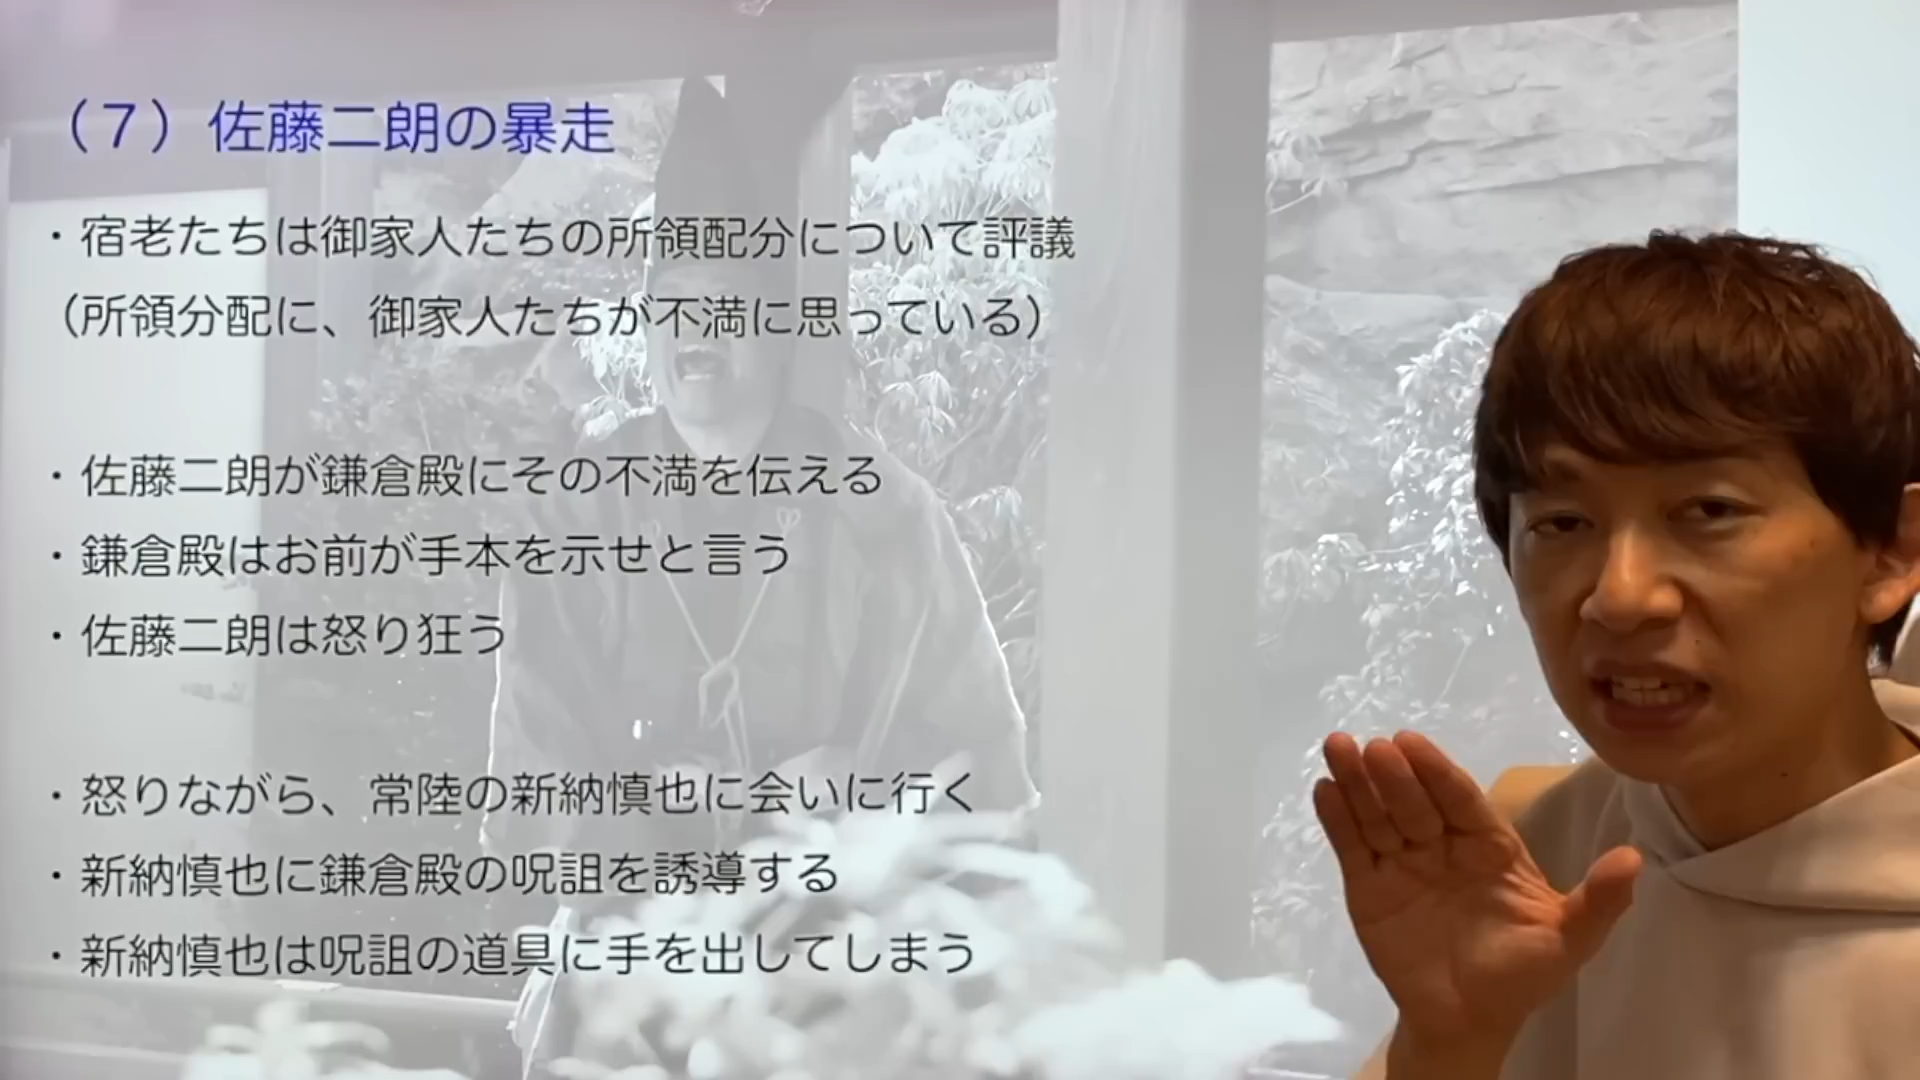 （７）佐藤二朗の暴走
・宿老たちは御家人たちの所領配分について評議
（所領分配に、御家人たちが不満に思っている）
・佐藤二朗が鎌倉殿にその不満を伝える
・鎌倉殿はお前が手本を示せと言う
・佐藤二朗は怒り狂う
・怒りながら、常陸の新納慎也に会いに行く
・新納慎也に鎌倉殿の呪詛を誘導する
・新納慎也は呪詛の道具に手を出してしまう